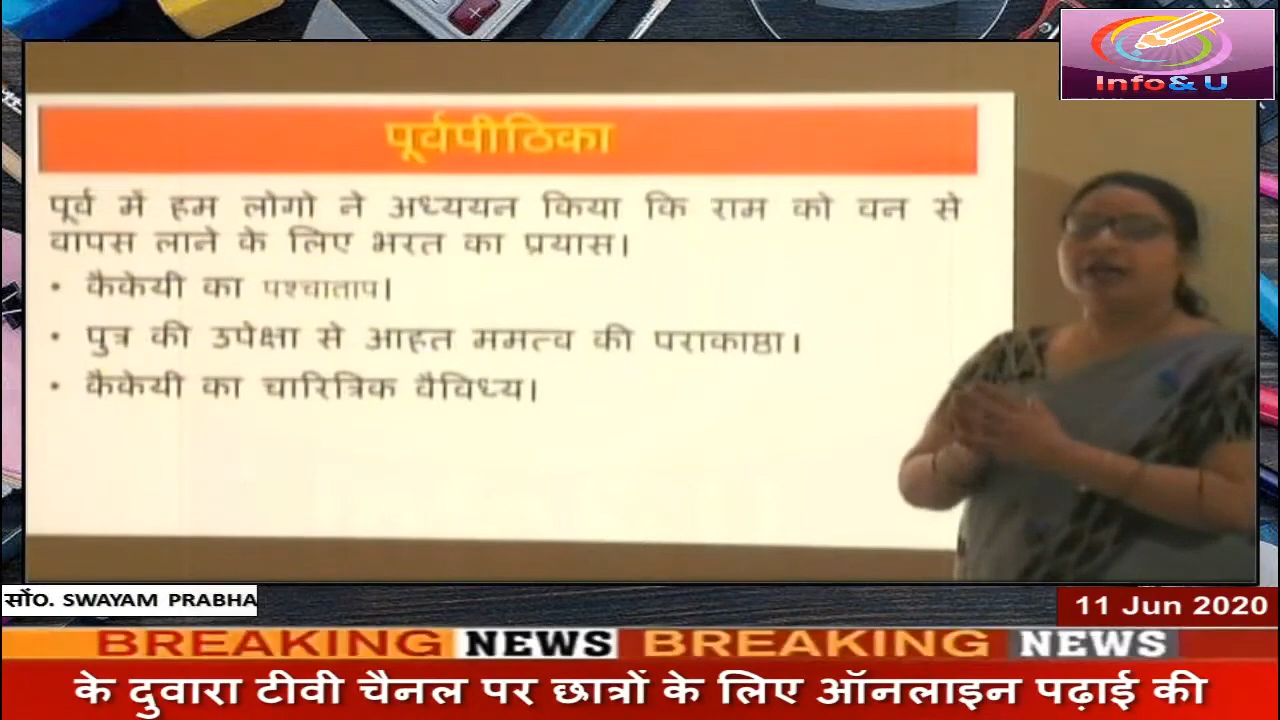 Info & U
पूर्वपीठिका
पूर्व में हम लोगो ने अध्ययन किया कि राम को वन से
वापस लाने के लिए भरत का प्रयास।
• कैकेयी का पश्चाताप।
• पुत्र की उपेक्षा से आहत ममत्व की पराकाष्ठा।
• कैकेयी का चारित्रिक वैविध्य।
सौंO. SWAYAM PRABHA
11 Jun 2020
BREAKING NEWS BREAKING NEWS
के दुवारा टीवी चैनल पर छात्रों के लिए ऑनलाइन पढ़ाई की